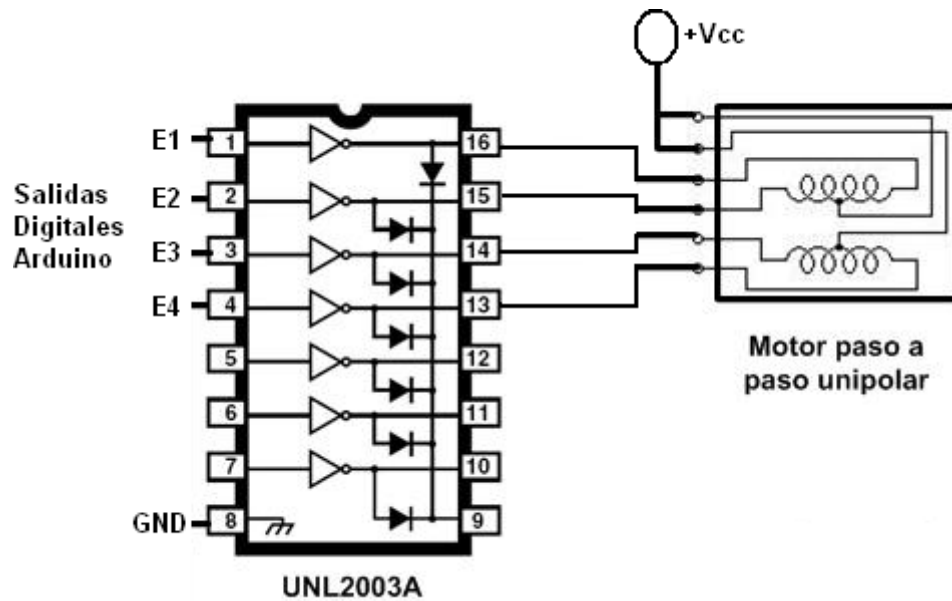 +Vcc
E1
1
16
E2
2
15
Salidas
Digitales
Arduino
E3
3
14
E4
4
13
5
12
6
11
7
10
GND
8
9
Motor paso a
paso unipolar
UNL2003A